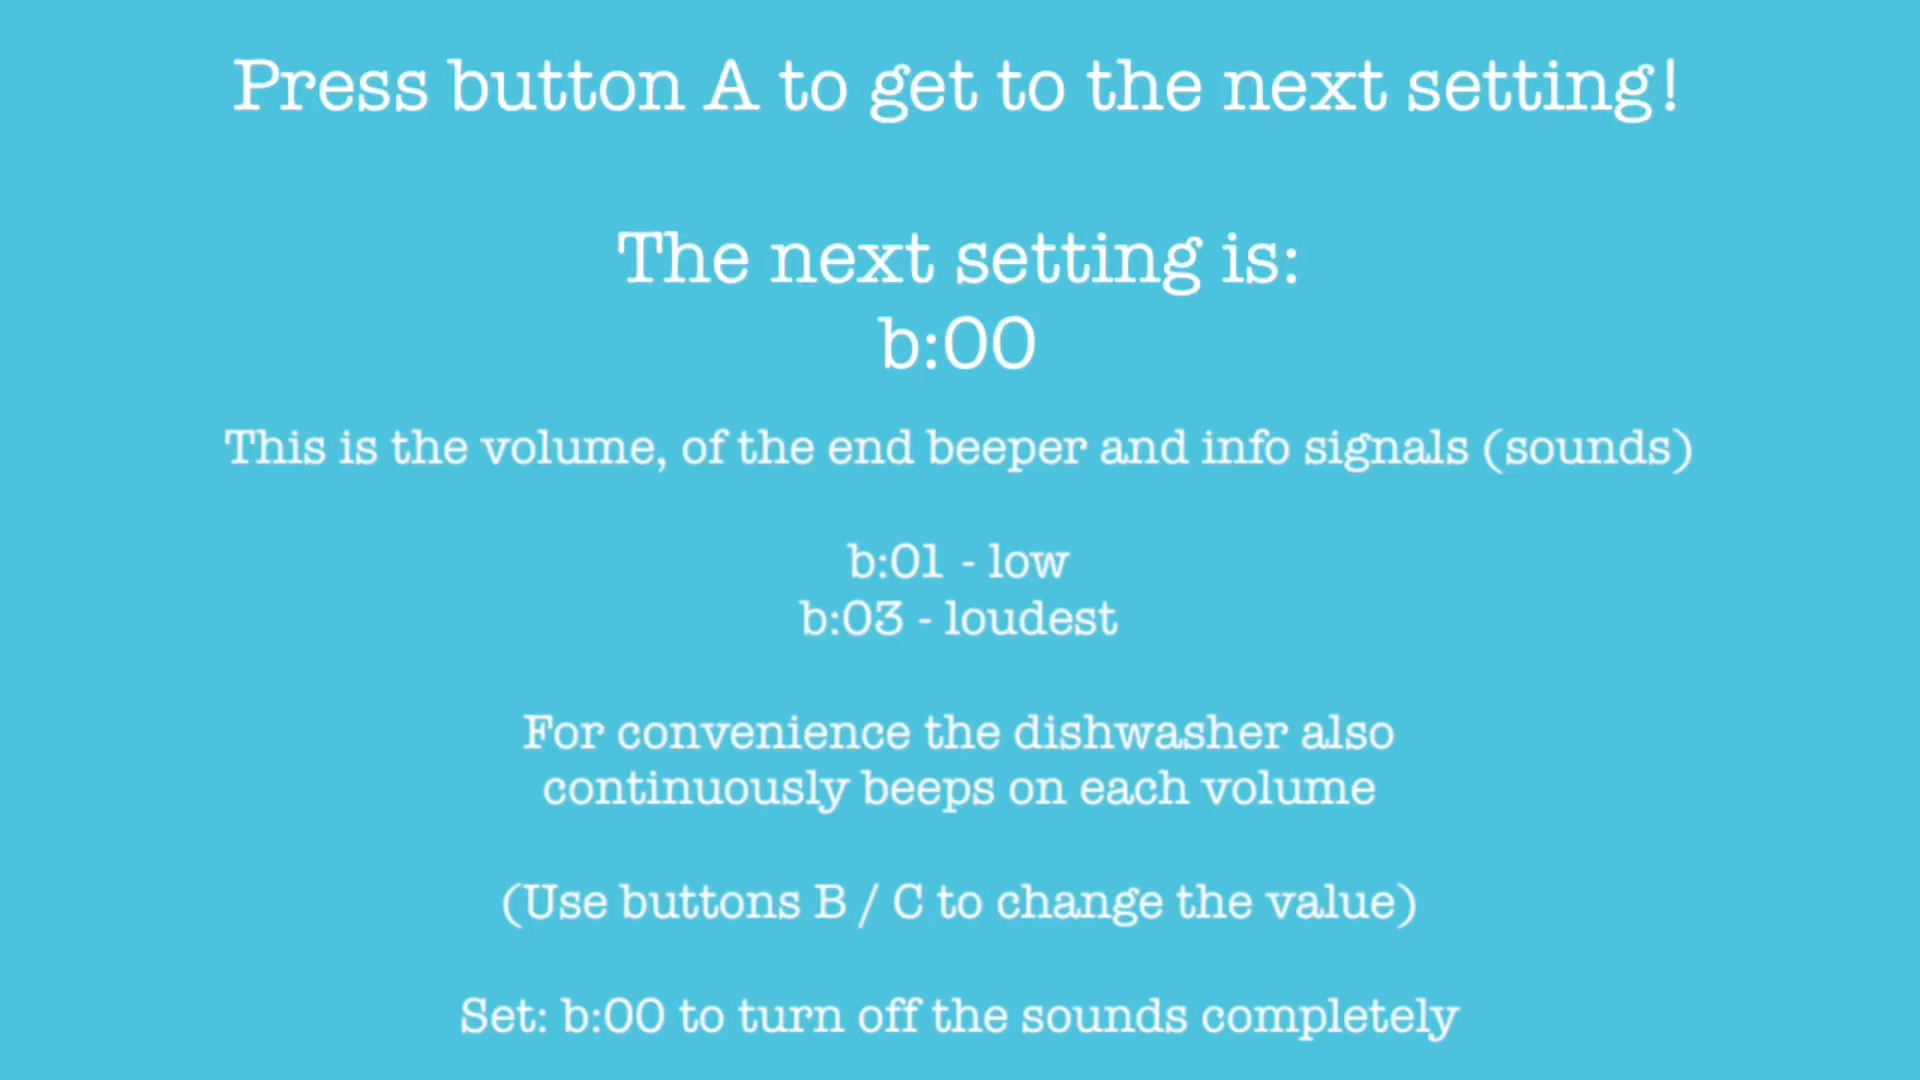 Press button A to get to the next setting!
The next setting is:
b:00
This is the volume, of the end beeper and info signals (sounds)
b:01 - low
b:03 - loudest
For convenience the dishwasher also
continuously beeps on each volume
(Use buttons B / C to change the value)
Set: b:00 to turn off the sounds completely